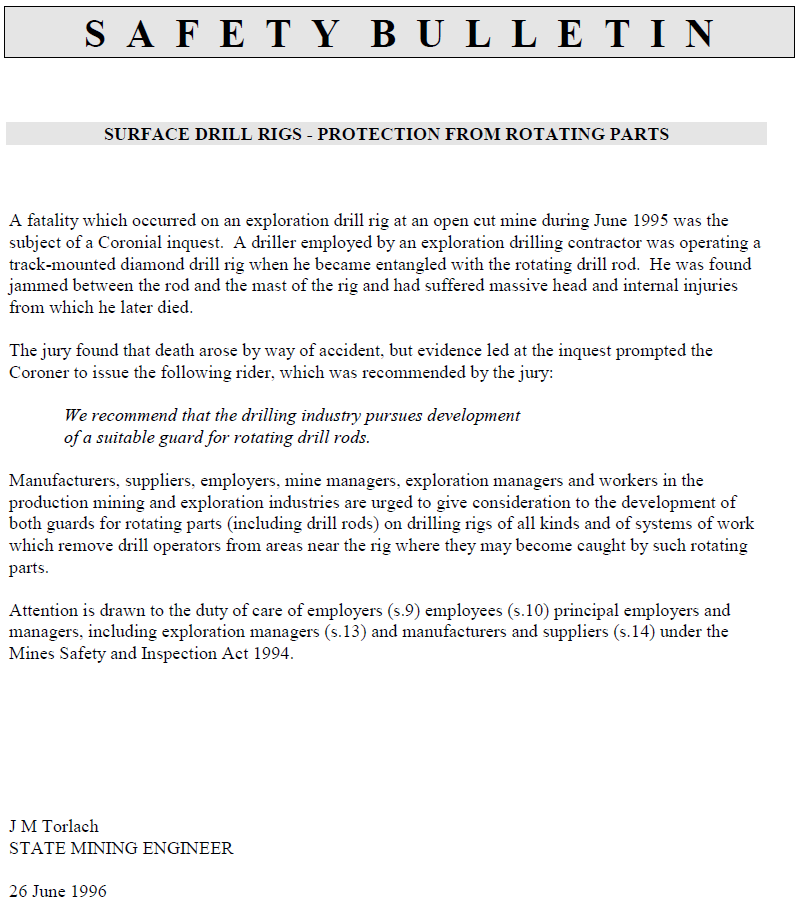 SAFETY BULLETIN
SURFACE DRILL RIGS - PROTECTION FROM ROTATING PARTS
A fatality which occurred on an exploration drill rig at an open cut mine during June 1995 was the
subject of a Coronial inquest.  A driller employed by an exploration drilling contractor was operating a
track-mounted diamond drill rig when he became entangled with the rotating drill rod.  He was found
jammed between the rod and the mast of the rig and had suffered massive head and internal injuries
from which he later died.
The jury found that death arose by way of accident, but evidence led at the inquest prompted the
Coroner to issue the following rider, which was recommended by the jury:
We recommend that the drilling industry pursues development
of a suitable guard for rotating drill rods.
Manufacturers, suppliers, employers, mine managers, exploration managers and workers in the
production mining and exploration industries are urged to give consideration to the development of
both guards for rotating parts (including drill rods) on drilling rigs of all kinds and of systems of work
which remove drill operators from areas near the rig where they may become caught by such rotating
parts.
Attention is drawn to the duty of care of employers (s.9) employees (s.10) principal employers and
managers, including exploration managers (s.13) and manufacturers and suppliers (s.14) under the
Mines Safety and Inspection Act 1994.
J M Torlach
STATE MINING ENGINEER
26 June 1996